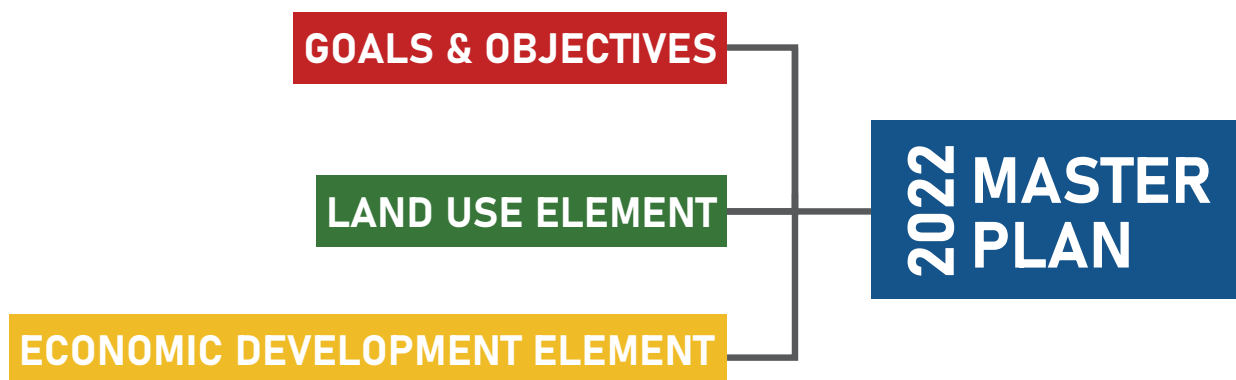 GOALS & OBJECTIVES
LAND USE ELEMENT
ECONOMIC DEVELOPMENT ELEMENT
2022
MASTER
PLAN